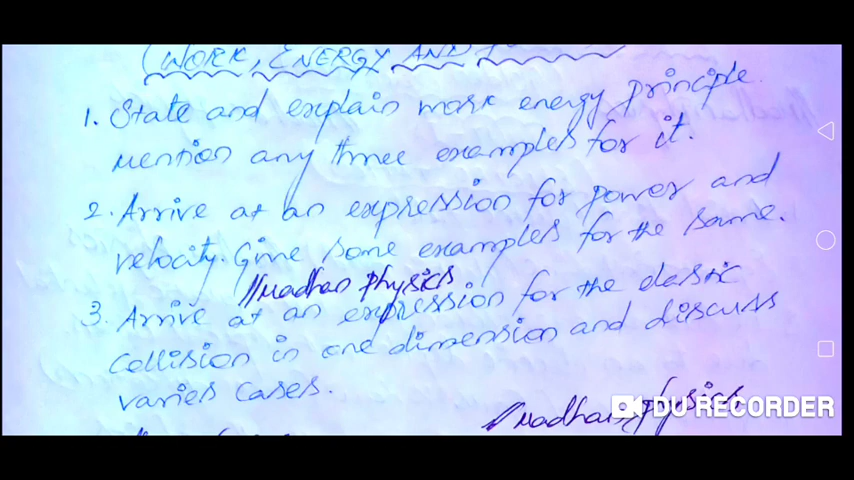 (WORK, ENERGY AND
1. State and explain work energy principle.
mention any three examples for it.
2. Arrive at an expression for power and
velocity. Give some examples for the same.
//Madhan physics
3. Arrive at an expression for the elastic
collision in one dimension and discuss
varies cases.
//Madhan physics
DU RECORDER